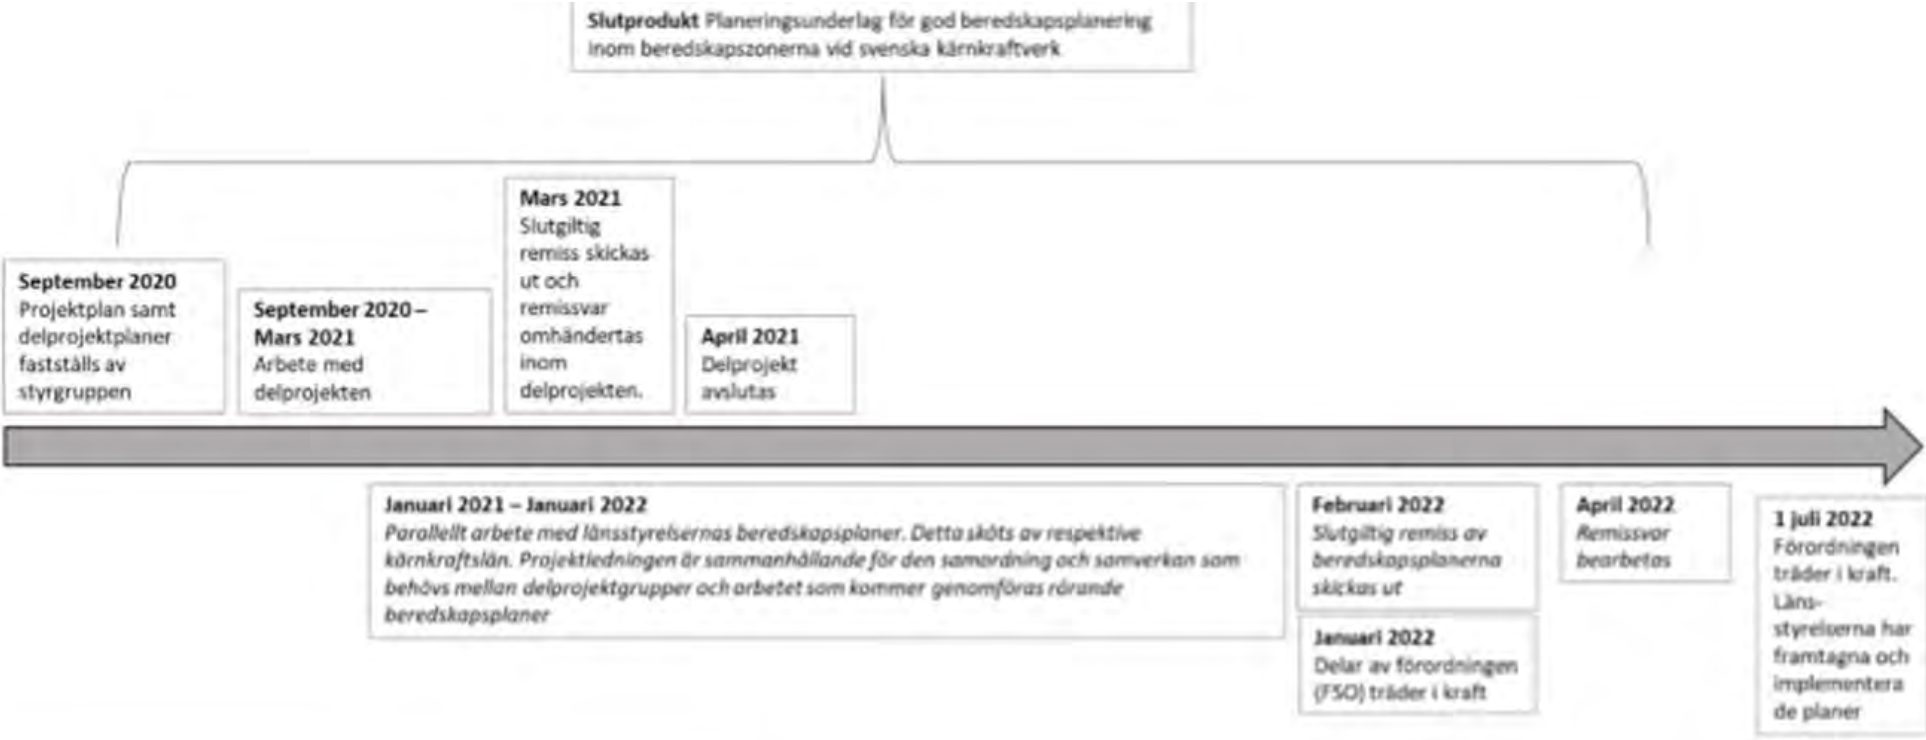 Slutprodukt Planeringsunderlag för god beredskapsplanering
inom beredskapszonerna vid svenska kärnkraftverk
September 2020
Projektplan samt
delprojektplaner
fastställs av
styrgruppen
September 2020 –
Mars 2021
Arbete med
delprojekten
Mars 2021
Slutgiltig
remiss skickas
ut och
remissvar
omhändertas
inom
delprojekten.
April 2021
Delprojekt
avslutas
Januari 2021 – Januari 2022
Parallellt arbete med länsstyrelsernas beredskapsplaner. Detta sköts av respektive
kärnkraftslän. Projektledningen är sammanhållande för den samordning och samverkan som
behövs mellan delprojektgrupper och arbetet som kommer genomföras rörande
beredskapsplaner
Februari 2022
Slutgiltig remiss av
beredskapsplanerna
skickas ut
Januari 2022
Delar av förordningen
(FSO) träder i kraft
April 2022
Remissvar
bearbetas
1 juli 2022
Förordningen
träder i kraft.
Läns-
styrelserna har
framtagna och
implementera
de planer